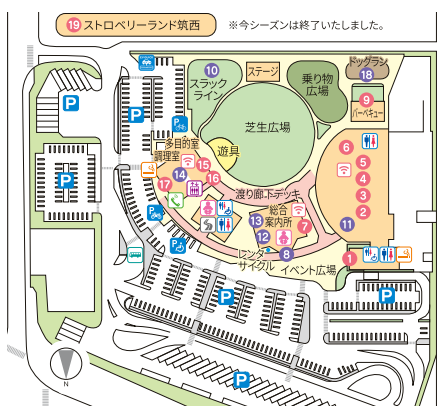 19 ストロベリーランド筑西 ※今シーズンは終了いたしました。
ドッグラン
18
10
スラック
ライン
ステージ
乗り物
広場
9
バーベキュー
P
P
P
芝生広場
P
多目的室
調理室
遊具
6
5
4
3
2
11
15
14
16
17
渡り廊下デッキ
総合
案内所
13
12
7
8
レンタ
サイクル
イベント広場
1
P
P
P
P
N